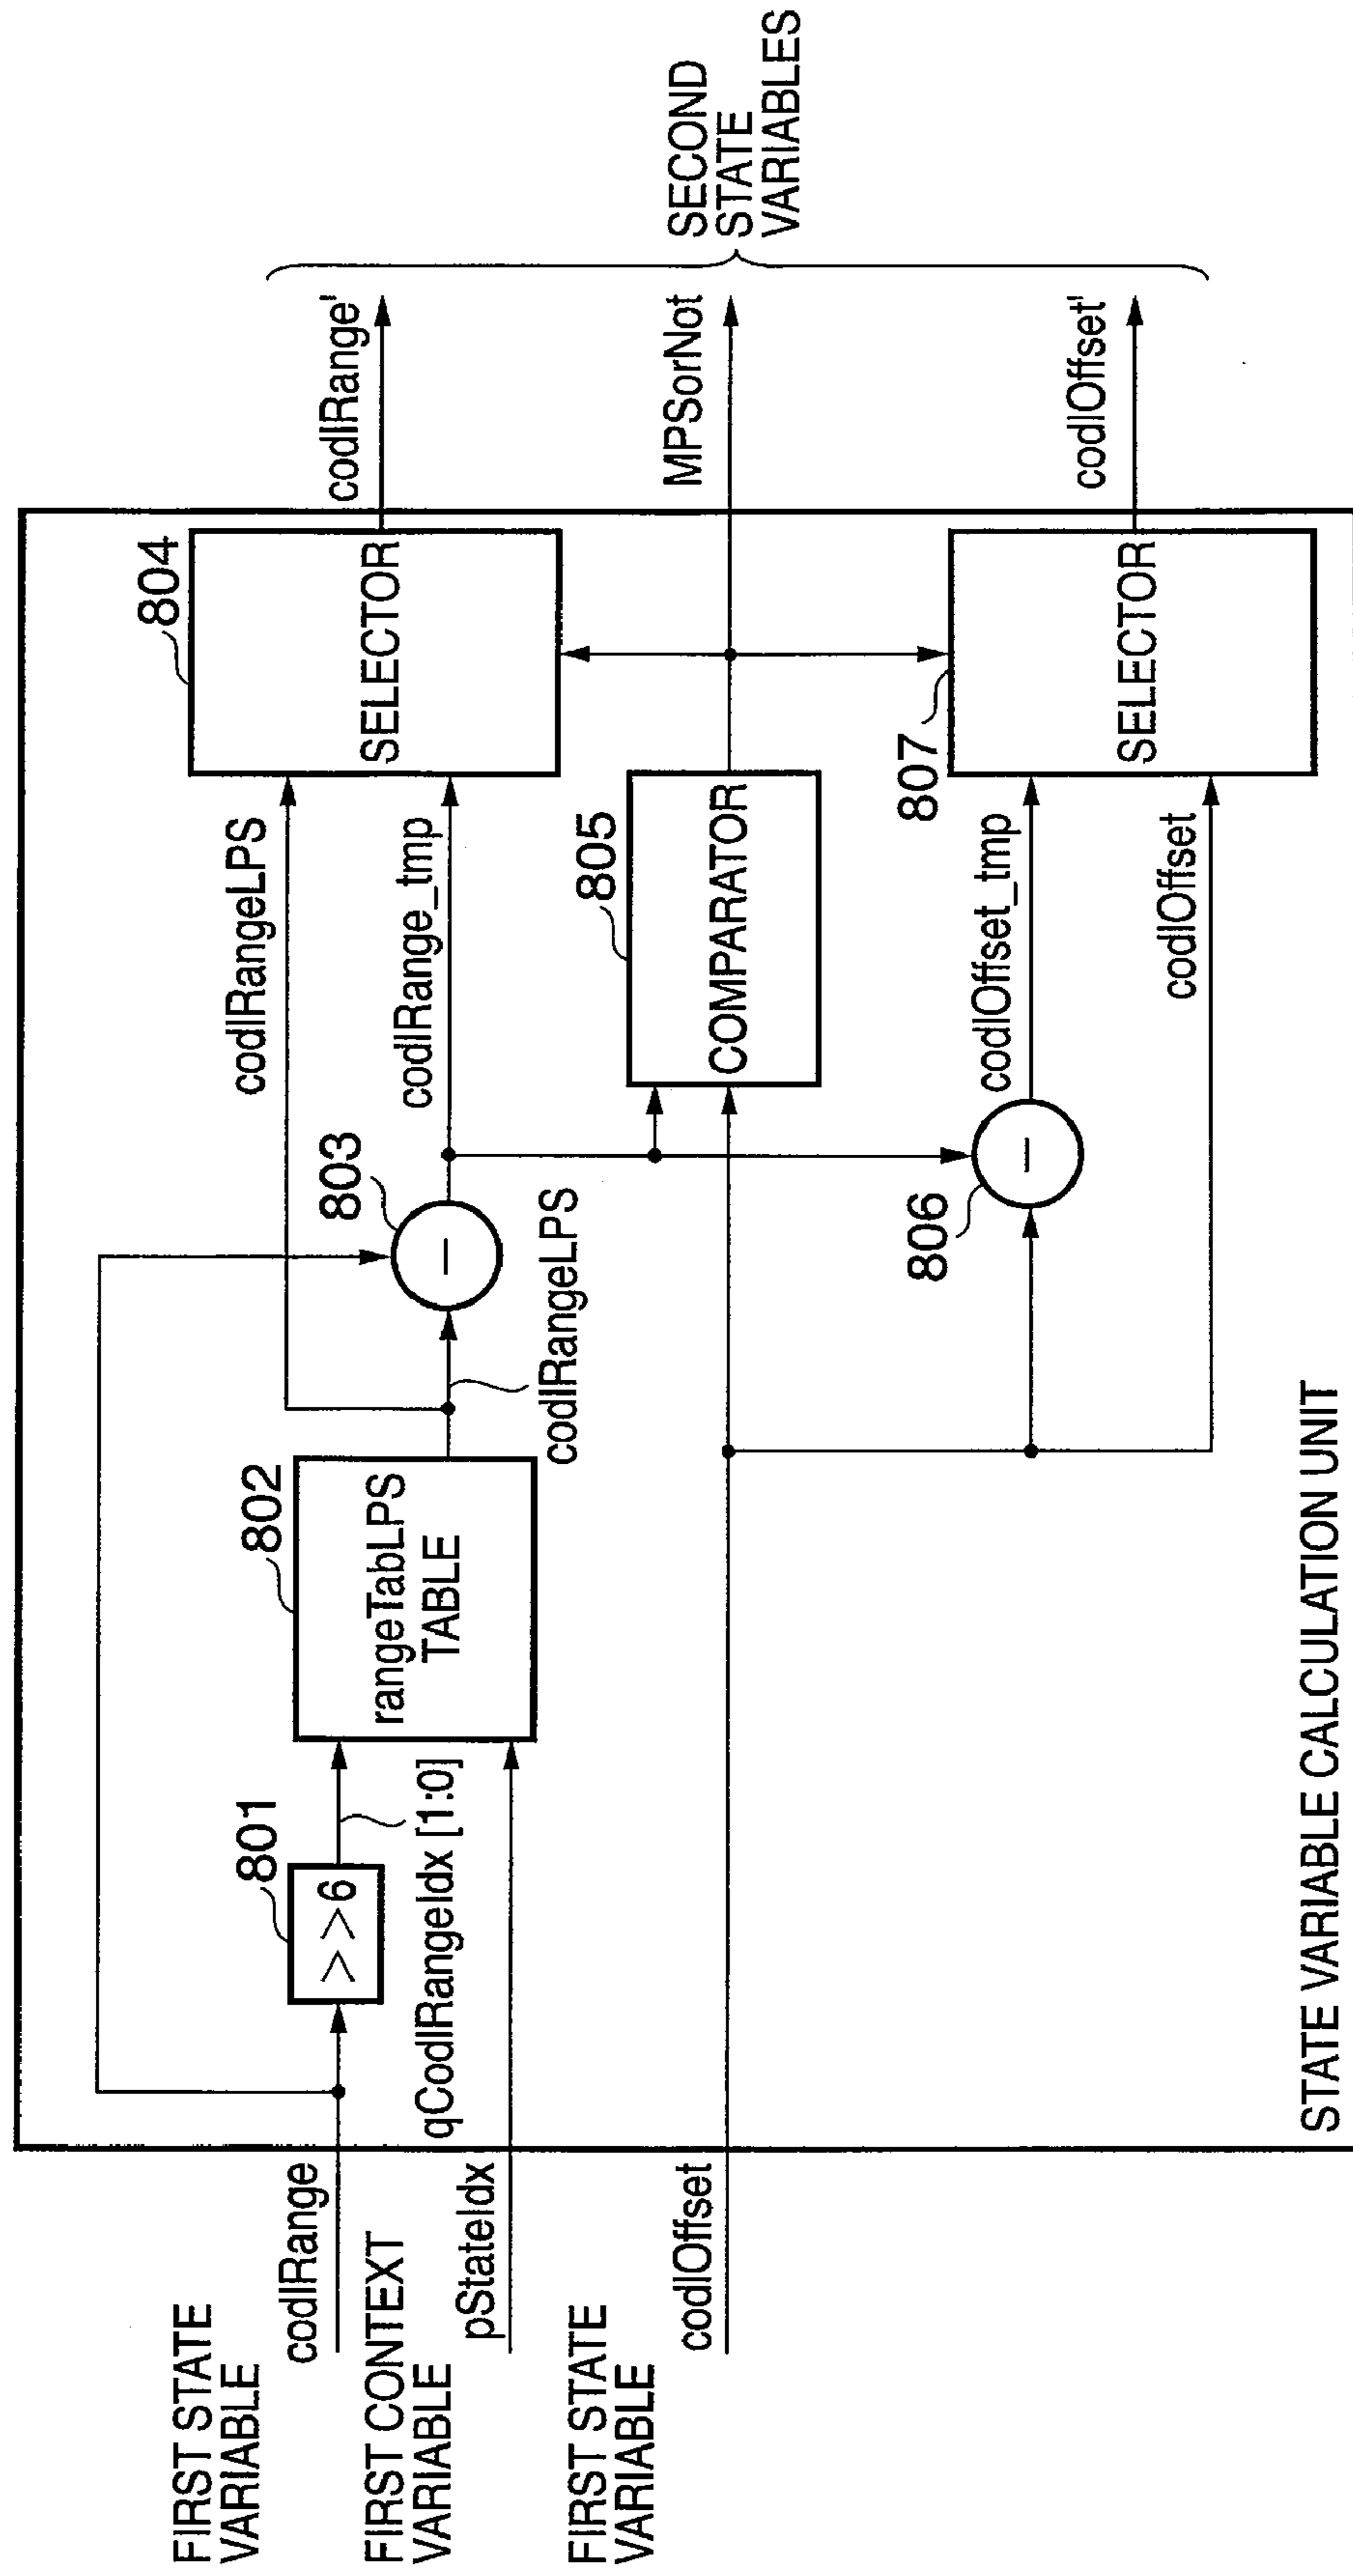 FIRST STATE
VARIABLE
codIRange
FIRST CONTEXT
VARIABLE
pStateIdx
FIRST STATE
VARIABLE
codIOffset
801
>>6
qCodIRangeIdx [1:0]
802
rangeTabLPS
TABLE
codIRangeLPS
803
−
codIRangeLPS
codIRange_tmp
804
SELECTOR
805
COMPARATOR
806
−
codIOffset_tmp
codIOffset
807
SELECTOR
codIRange'
MPSorNot
codIOffset'
SECOND
STATE
VARIABLES
STATE VARIABLE CALCULATION UNIT